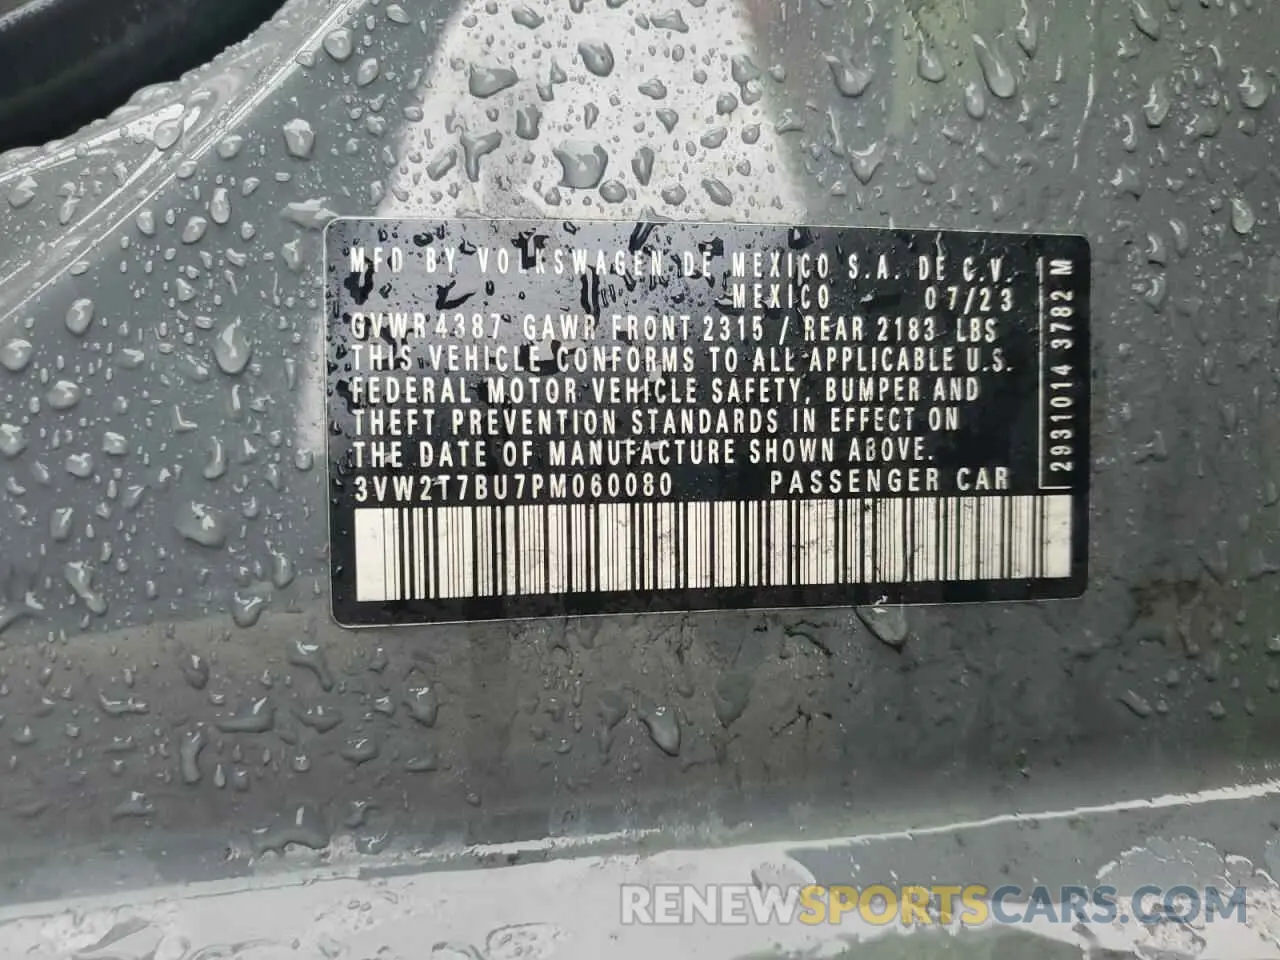 MFD BY VOLKSWAGEN DE MEXICO S.A. DE C.V.
MEXICO 07/23
GVWR 4387 GAWR FRONT 2315 / REAR 2183 LBS
THIS VEHICLE CONFORMS TO ALL APPLICABLE U.S.
FEDERAL MOTOR VEHICLE SAFETY, BUMPER AND
THEFT PREVENTION STANDARDS IN EFFECT ON
THE DATE OF MANUFACTURE SHOWN ABOVE.
3VW2T7BU7PM060080 PASSENGER CAR
2931014 3782 M
RENEWSPORTSCARS.COM